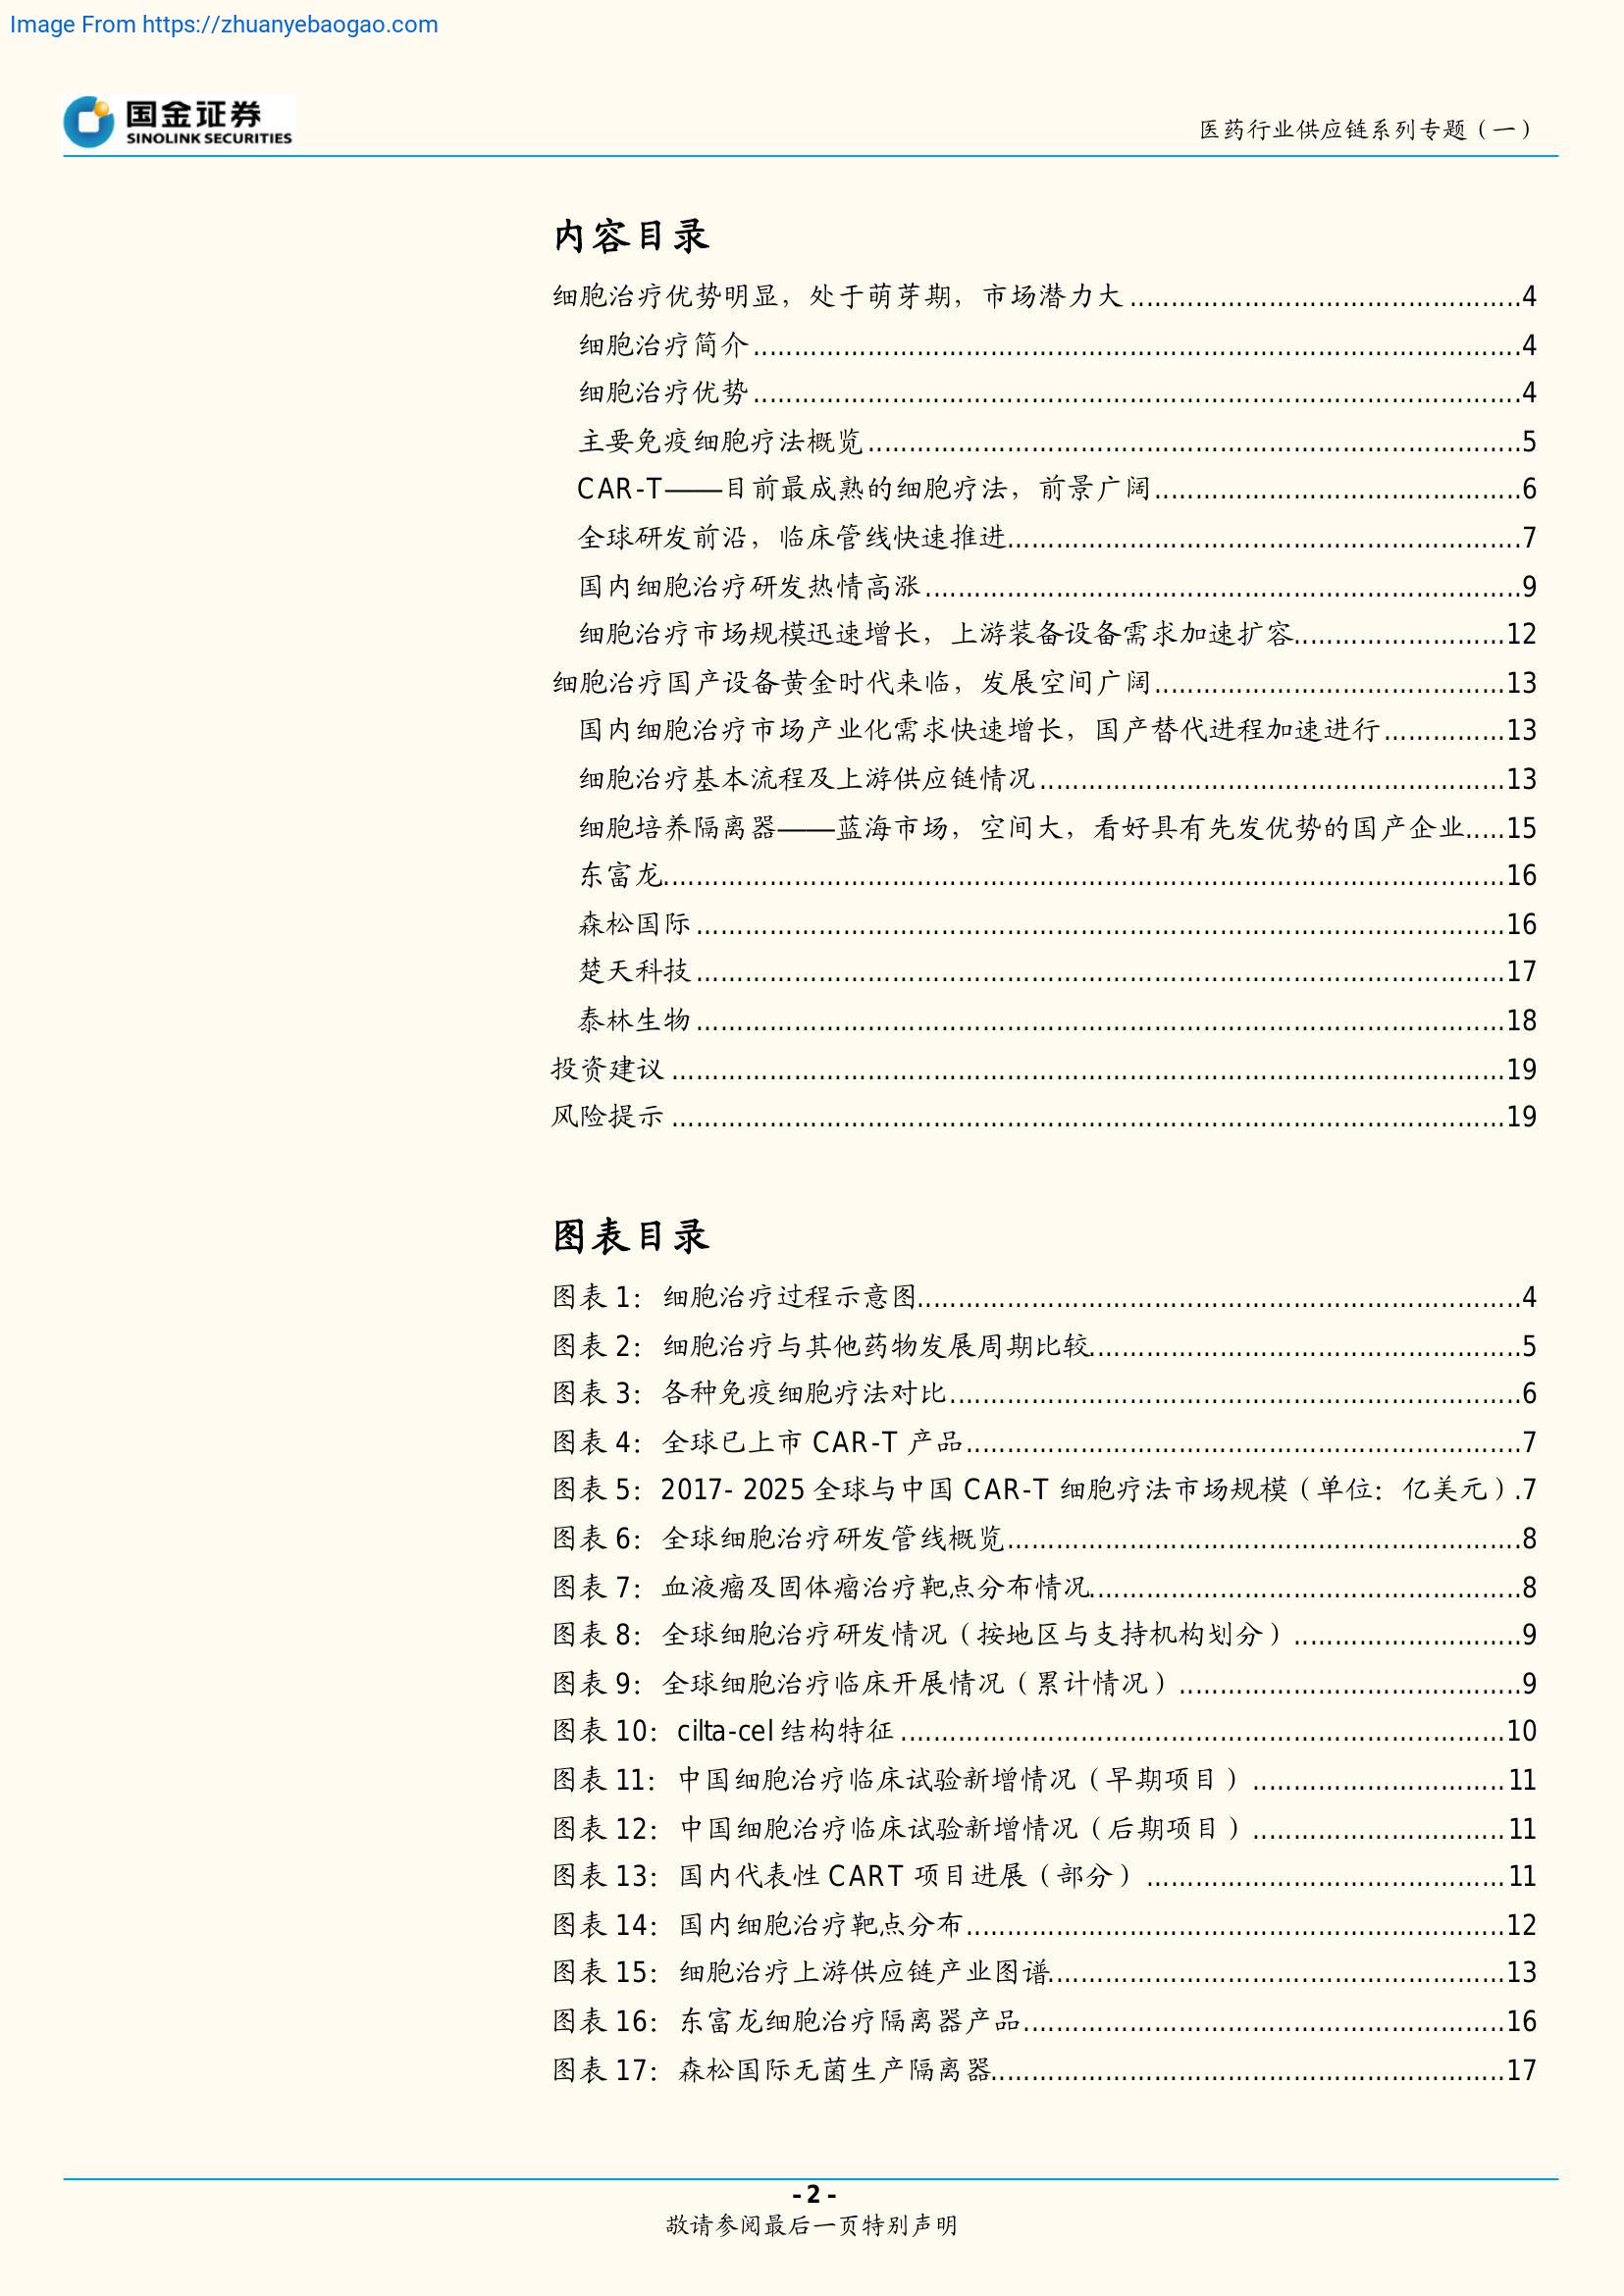 Image From https://zhuanyebaogao.com
国金证券
SINOLINK SECURITIES
医药行业供应链系列专题（一）
内容目录
细胞治疗优势明显，处于萌芽期，市场潜力大...............4
细胞治疗简介...............4
细胞治疗优势...............4
主要免疫细胞疗法概览...............5
CAR-T——目前最成熟的细胞疗法，前景广阔...............6
全球研发前沿，临床管线快速推进...............7
国内细胞治疗研发热情高涨...............9
细胞治疗市场规模迅速增长，上游装备设备需求加速扩容...............12
细胞治疗国产设备黄金时代来临，发展空间广阔...............13
国内细胞治疗市场产业化需求快速增长，国产替代进程加速进行...............13
细胞治疗基本流程及上游供应链情况...............13
细胞培养隔离器——蓝海市场，空间大，看好具有先发优势的国产企业.....15
东富龙...............16
森松国际...............16
楚天科技...............17
泰林生物...............18
投资建议...............19
风险提示...............19
图表目录
图表 1：细胞治疗过程示意图...............4
图表 2：细胞治疗与其他药物发展周期比较...............5
图表 3：各种免疫细胞疗法对比...............6
图表 4：全球已上市 CAR-T 产品...............7
图表 5：2017- 2025 全球与中国 CAR-T 细胞疗法市场规模（单位：亿美元）.7
图表 6：全球细胞治疗研发管线概览...............8
图表 7：血液瘤及固体瘤治疗靶点分布情况...............8
图表 8：全球细胞治疗研发情况（按地区与支持机构划分）...............9
图表 9：全球细胞治疗临床开展情况（累计情况）...............9
图表 10：cilta-cel 结构特征...............10
图表 11：中国细胞治疗临床试验新增情况（早期项目）...............11
图表 12：中国细胞治疗临床试验新增情况（后期项目）...............11
图表 13：国内代表性 CART 项目进展（部分）...............11
图表 14：国内细胞治疗靶点分布...............12
图表 15：细胞治疗上游供应链产业图谱...............13
图表 16：东富龙细胞治疗隔离器产品...............16
图表 17：森松国际无菌生产隔离器...............17
- 2 -
敬请参阅最后一页特别声明